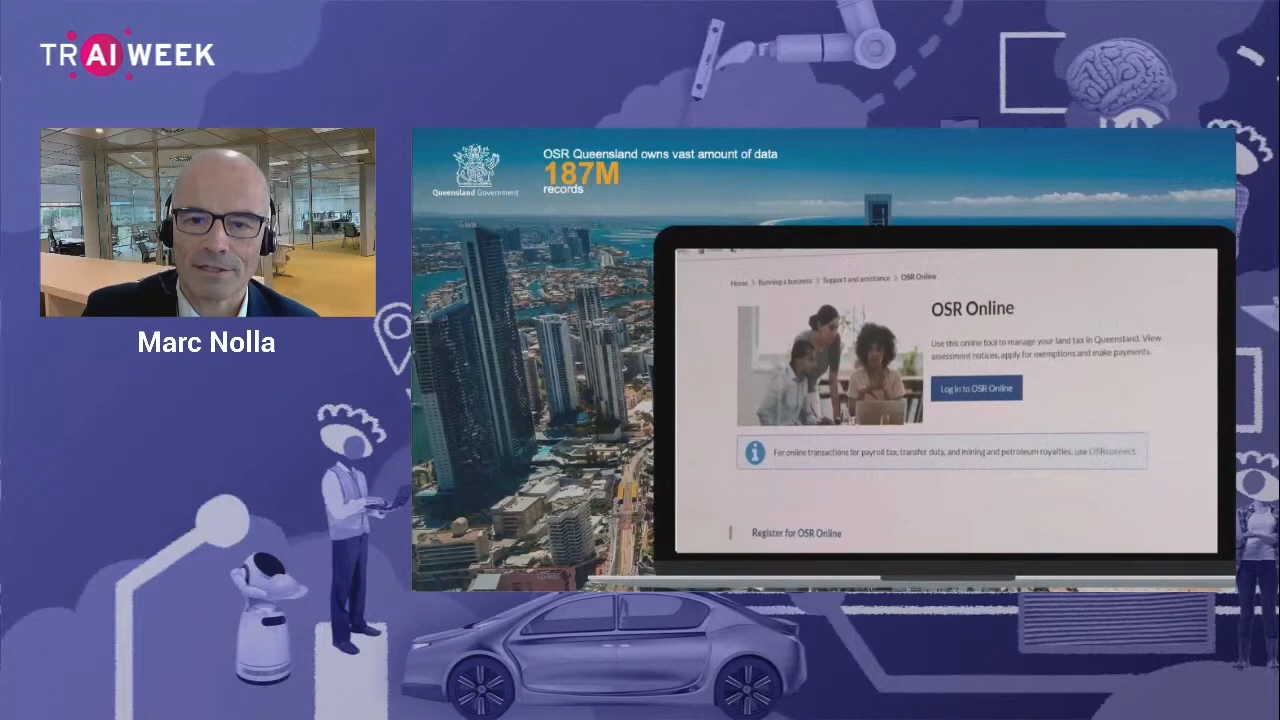 TRAIWEEK
Marc Nolla
Queensland Government
OSR Queensland owns vast amount of data
187M
records
Home > Running a business > Support and assistance > OSR Online
OSR Online
Use this online tool to manage your land tax in Queensland. View
assessment notices, apply for exemptions and make payments.
Log in to OSR Online
For online transactions for payroll tax, transfer duty, and mining and petroleum royalties, use OSRconnect.
Register for OSR Online